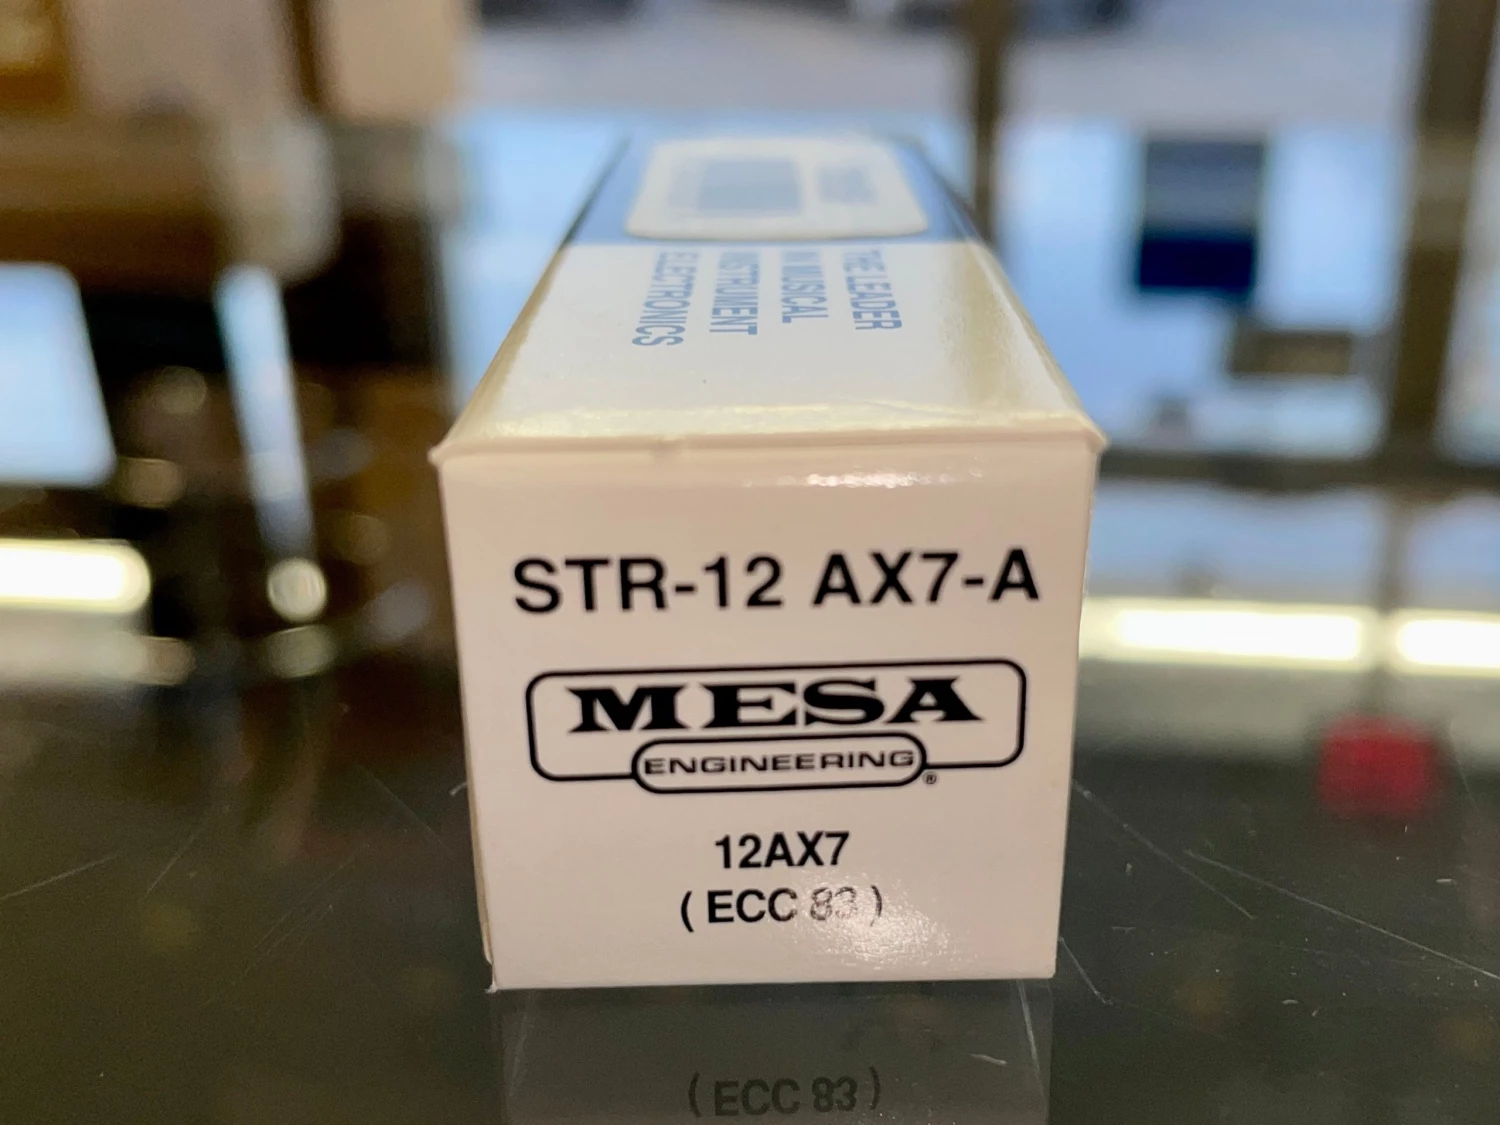 THE LEADER
IN MUSICAL
INSTRUMENT
ELECTRONICS
STR-12 AX7-A
MESA
ENGINEERING®
12AX7
( ECC 83 )
( ECC 83 )